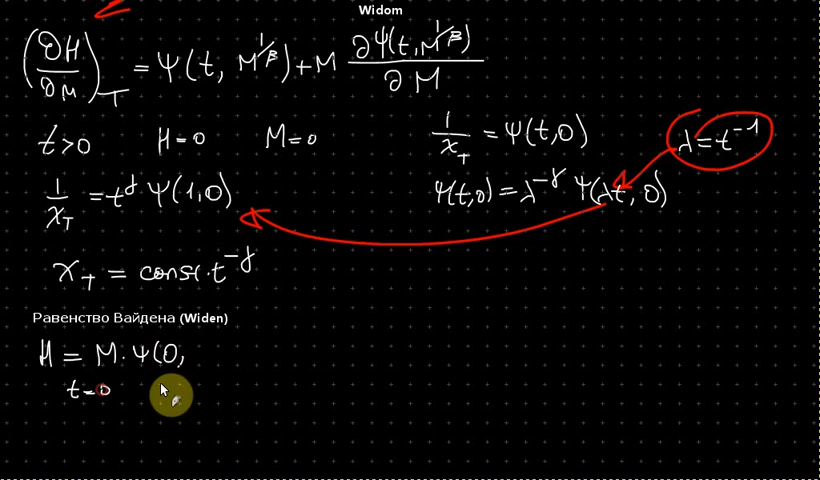 Widom
(∂H/∂M)_T = Ψ(t, M^{1/β}) + M ∂Ψ(t, M^{1/β})/∂M
t>0 H=0 M=0 1/χ_T = Ψ(t,0) λ=t^{-1}
1/χ_T = t^γ Ψ(1,0) Ψ(t,0) = λ^{-γ} Ψ(λt, 0)
χ_T = const·t^{-γ}
Равенство Вайдена (Widen)
H = M·Ψ(0,
t=0